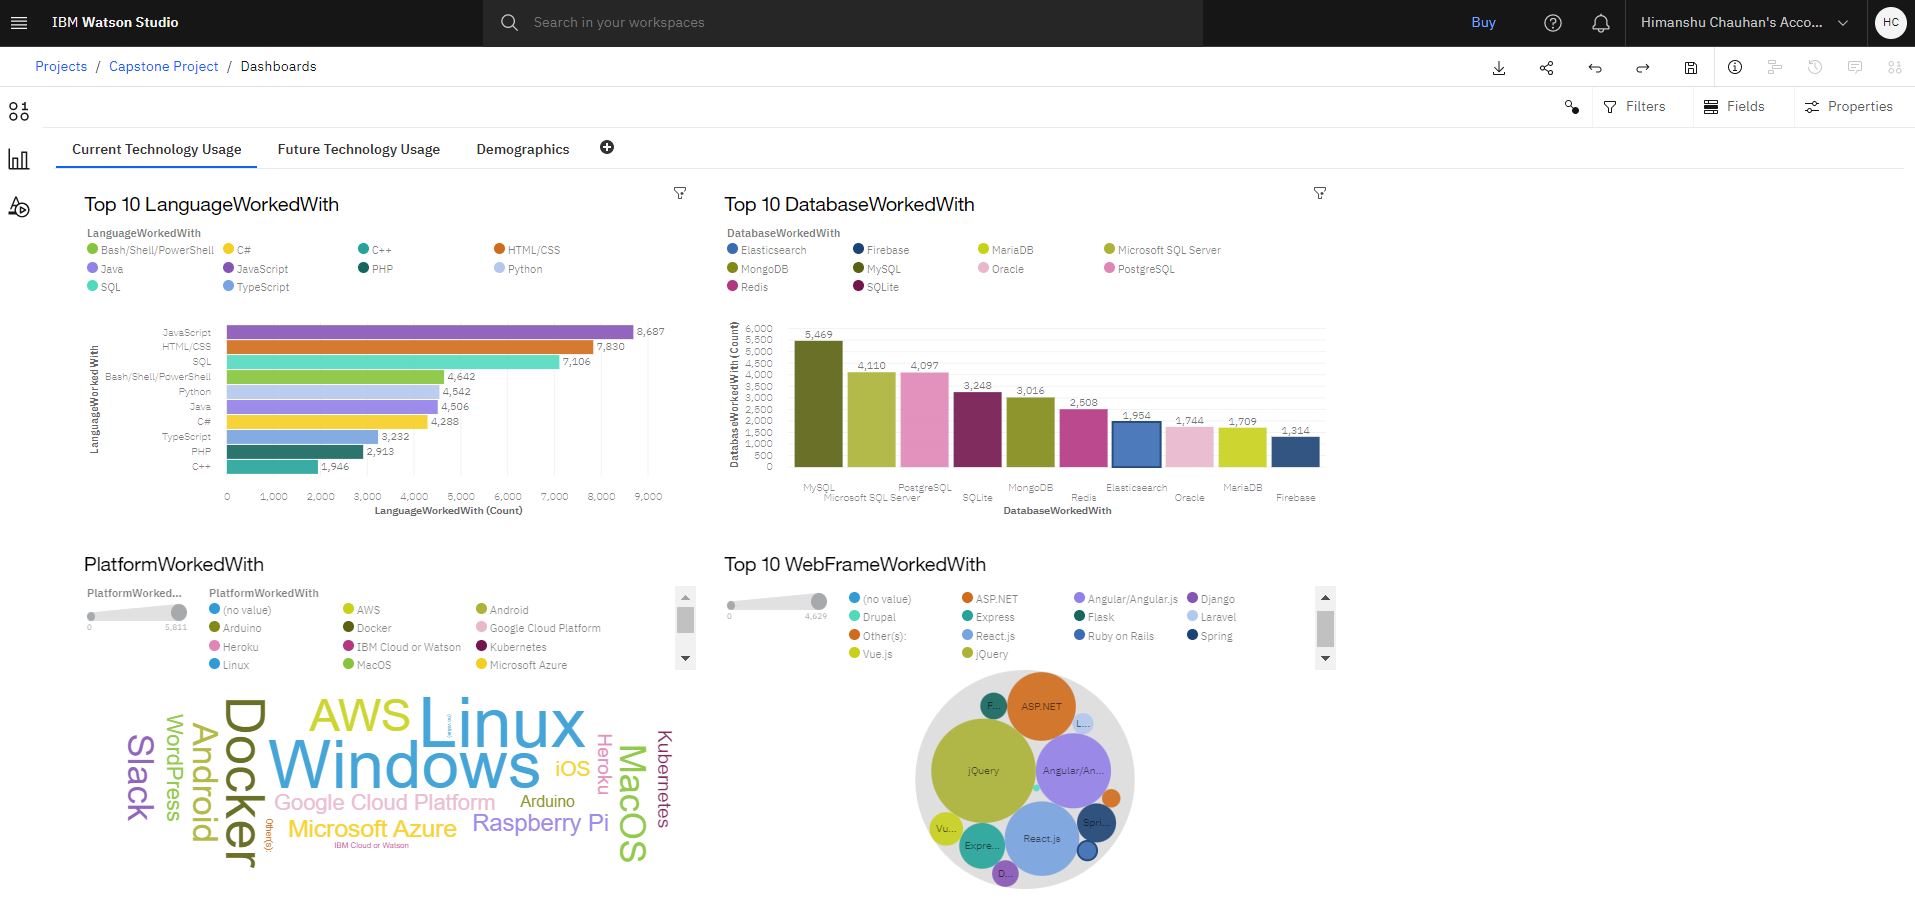 IBM Watson Studio
Search in your workspaces
Buy
Himanshu Chauhan's Acco...
HC
Projects / Capstone Project / Dashboards
Filters
Fields
Properties
Current Technology Usage
Future Technology Usage
Demographics
Top 10 LanguageWorkedWith
LanguageWorkedWith
Bash/Shell/PowerShell C# C++ HTML/CSS
Java JavaScript PHP Python
SQL TypeScript
LanguageWorkedWith
JavaScript 8,687
HTML/CSS 7,830
SQL 7,106
Bash/Shell/PowerShell 4,642
Python 4,542
Java 4,506
C# 4,288
TypeScript 3,232
PHP 2,913
C++ 1,946
0 1,000 2,000 3,000 4,000 5,000 6,000 7,000 8,000 9,000
LanguageWorkedWith (Count)
Top 10 DatabaseWorkedWith
DatabaseWorkedWith
Elasticsearch Firebase MariaDB Microsoft SQL Server
MongoDB MySQL Oracle PostgreSQL
Redis SQLite
DatabaseWorkedWith (Count)
6,000
5,500
5,000
4,500
4,000
3,500
3,000
2,500
2,000
1,500
1,000
500
0
5,469 4,110 4,097 3,248 3,016 2,508 1,954 1,744 1,709 1,314
MySQL PostgreSQL MongoDB Elasticsearch MariaDB
Microsoft SQL Server SQLite Redis Oracle Firebase
DatabaseWorkedWith
PlatformWorkedWith
PlatformWorked...
0 5,811
PlatformWorkedWith
(no value) AWS Android
Arduino Docker Google Cloud Platform
Heroku IBM Cloud or Watson Kubernetes
Linux MacOS Microsoft Azure
Slack
WordPress
Android
Docker
AWS
Linux
(no value)
Windows
iOS
Heroku
MacOS
Kubernetes
Google Cloud Platform
Arduino
Other(s):
Microsoft Azure
Raspberry Pi
IBM Cloud or Watson
Top 10 WebFrameWorkedWith
0 4,629
(no value) ASP.NET Angular/Angular.js Django
Drupal Express Flask Laravel
Other(s): React.js Ruby on Rails Spring
Vue.js jQuery
F...
ASP.NET
L...
jQuery
Angular/An...
Vu...
Spri...
Expre...
React.js
D...